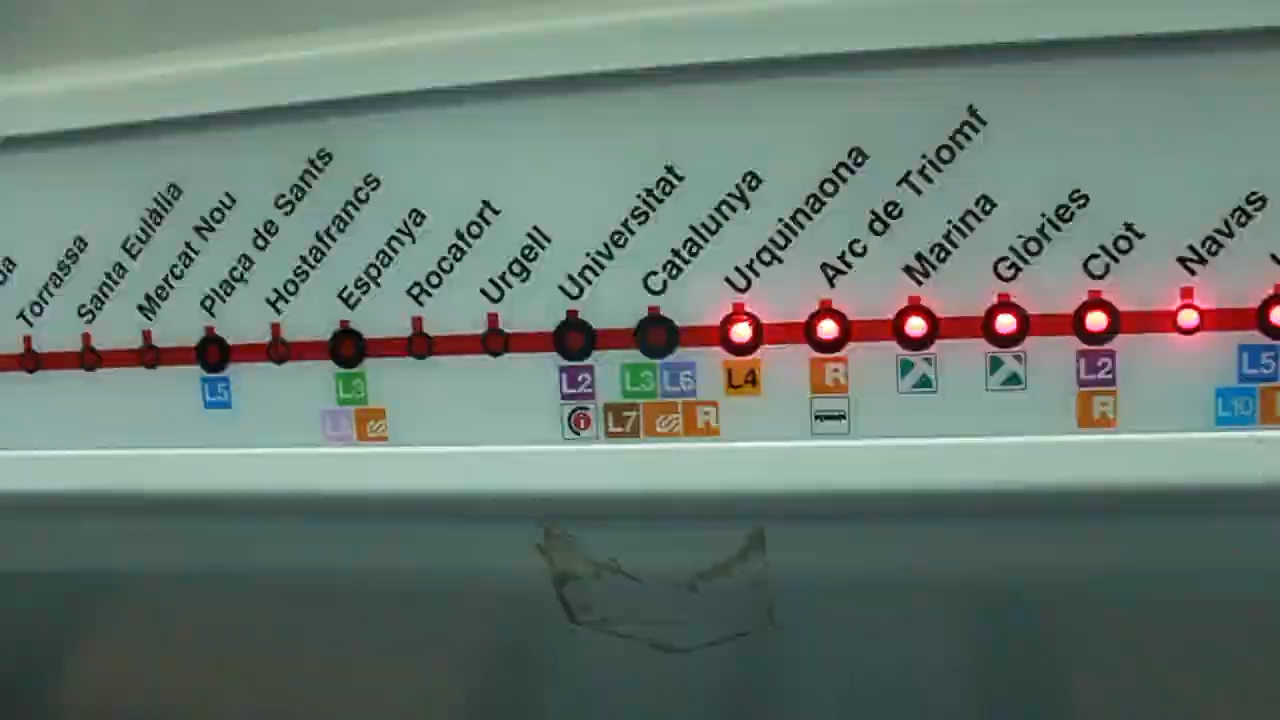 Torrassa
Santa Eulàlia
Mercat Nou
Plaça de Sants
Hostafrancs
Espanya
Rocafort
Urgell
Universitat
Catalunya
Urquinaona
Arc de Triomf
Marina
Glòries
Clot
Navas
L5
L3
L2
L3 L6
L4
R
L2
L5
L7
R
R
L10